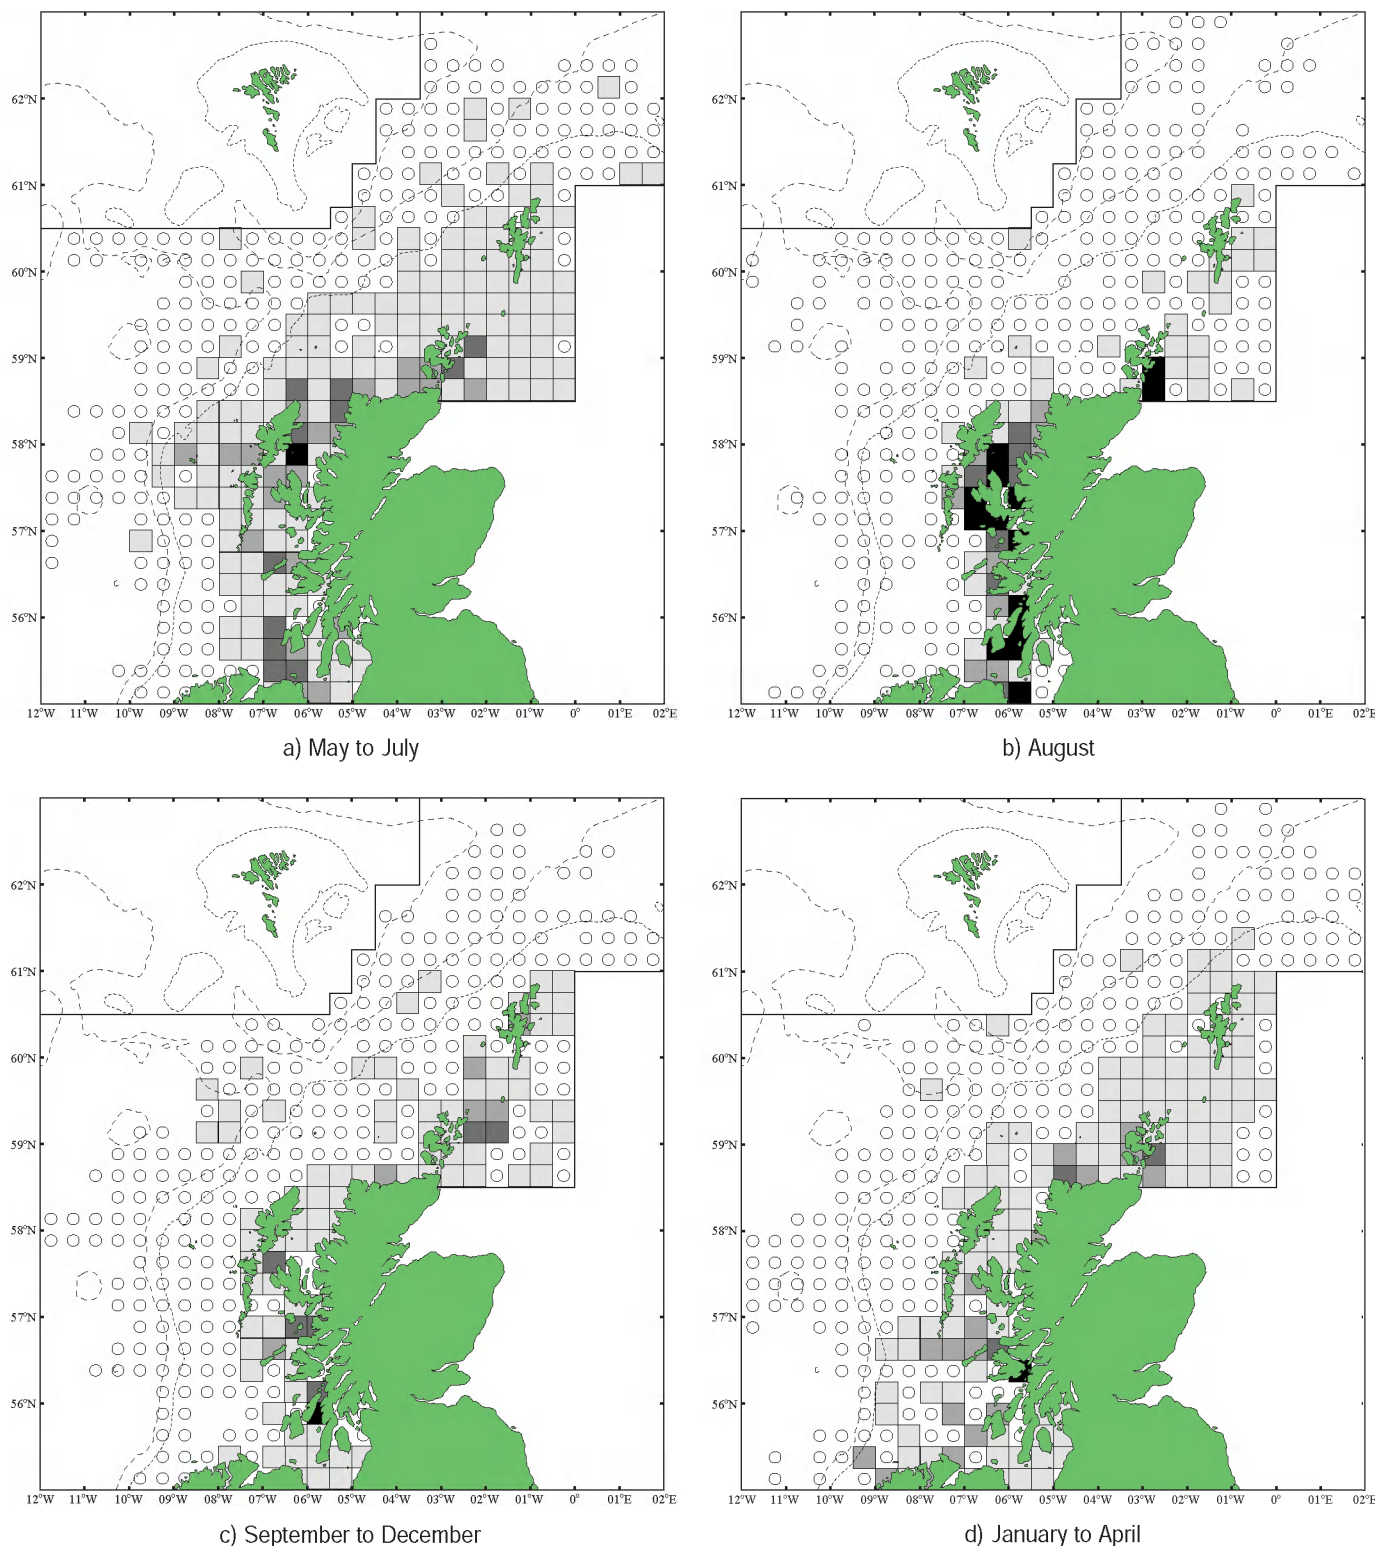 62°N
61°N
60°N
59°N
58°N
57°N
56°N
12°W 11°W 10°W 09°W 08°W 07°W 06°W 05°W 04°W 03°W 02°W 01°W 0° 01°E 02°E
a) May to July
62°N
61°N
60°N
59°N
58°N
57°N
56°N
12°W 11°W 10°W 09°W 08°W 07°W 06°W 05°W 04°W 03°W 02°W 01°W 0° 01°E 02°E
b) August
62°N
61°N
60°N
59°N
58°N
57°N
56°N
12°W 11°W 10°W 09°W 08°W 07°W 06°W 05°W 04°W 03°W 02°W 01°W 0° 01°E 02°E
c) September to December
62°N
61°N
60°N
59°N
58°N
57°N
56°N
12°W 11°W 10°W 09°W 08°W 07°W 06°W 05°W 04°W 03°W 02°W 01°W 0° 01°E 02°E
d) January to April